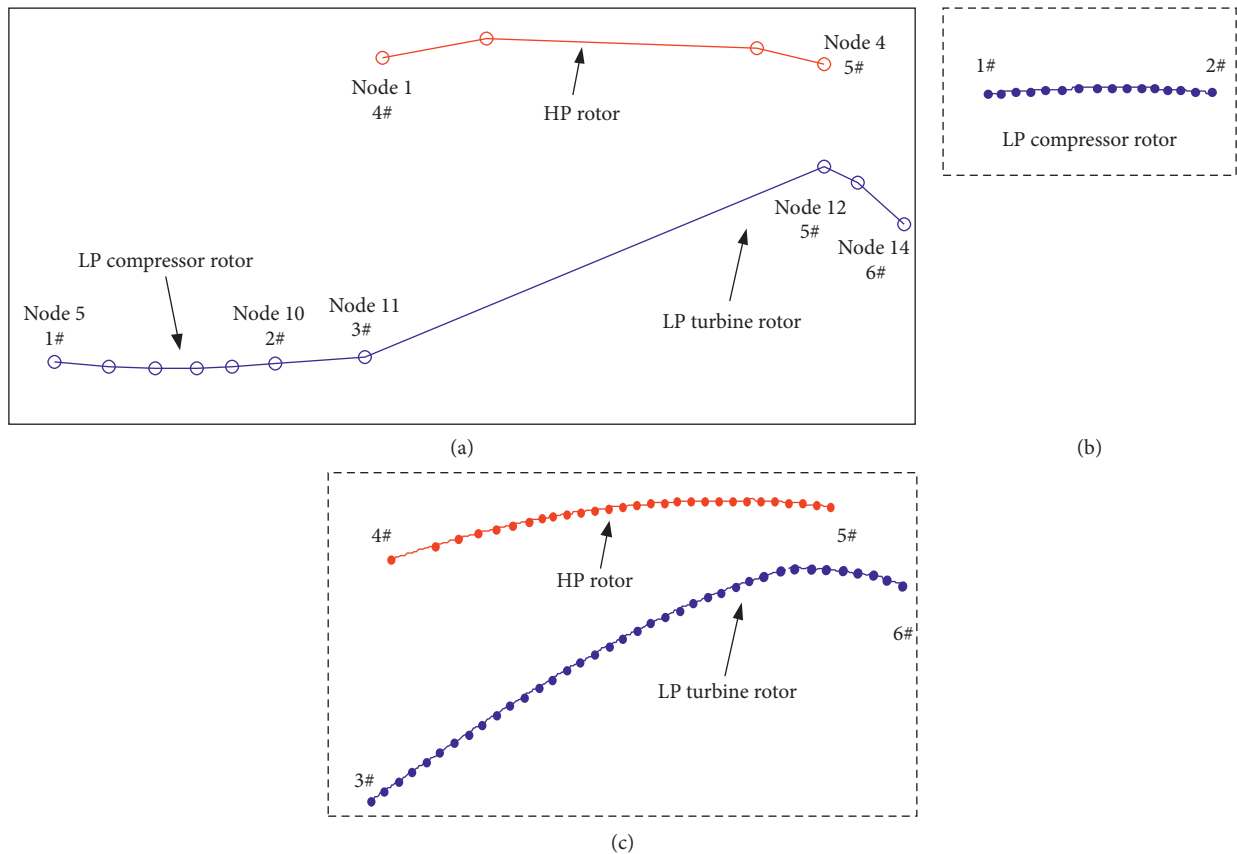 Node 1
4#
HP rotor
Node 4
5#
Node 12
5#
Node 14
6#
LP compressor rotor
LP turbine rotor
Node 5
1#
Node 10
2#
Node 11
3#
(a)
1#
2#
LP compressor rotor
(b)
4#
5#
HP rotor
6#
LP turbine rotor
3#
(c)